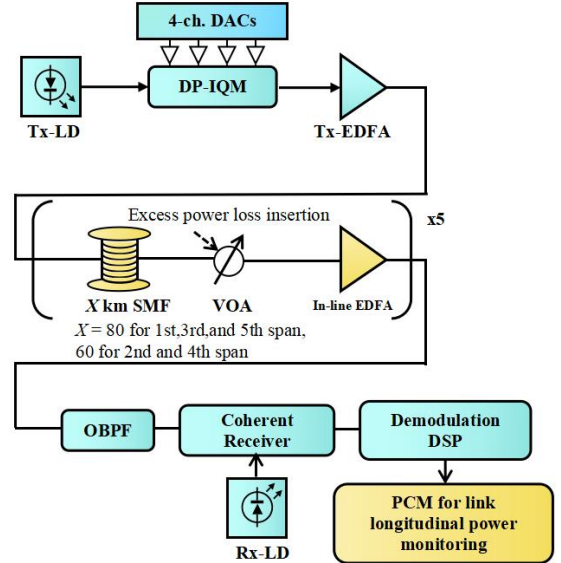 4-ch. DACs
DP-IQM
Tx-LD
Tx-EDFA
x5
Excess power loss insertion
X km SMF
VOA
In-line EDFA
X = 80 for 1st,3rd,and 5th span,
60 for 2nd and 4th span
OBPF
Coherent
Receiver
Demodulation
DSP
Rx-LD
PCM for link
longitudinal power
monitoring